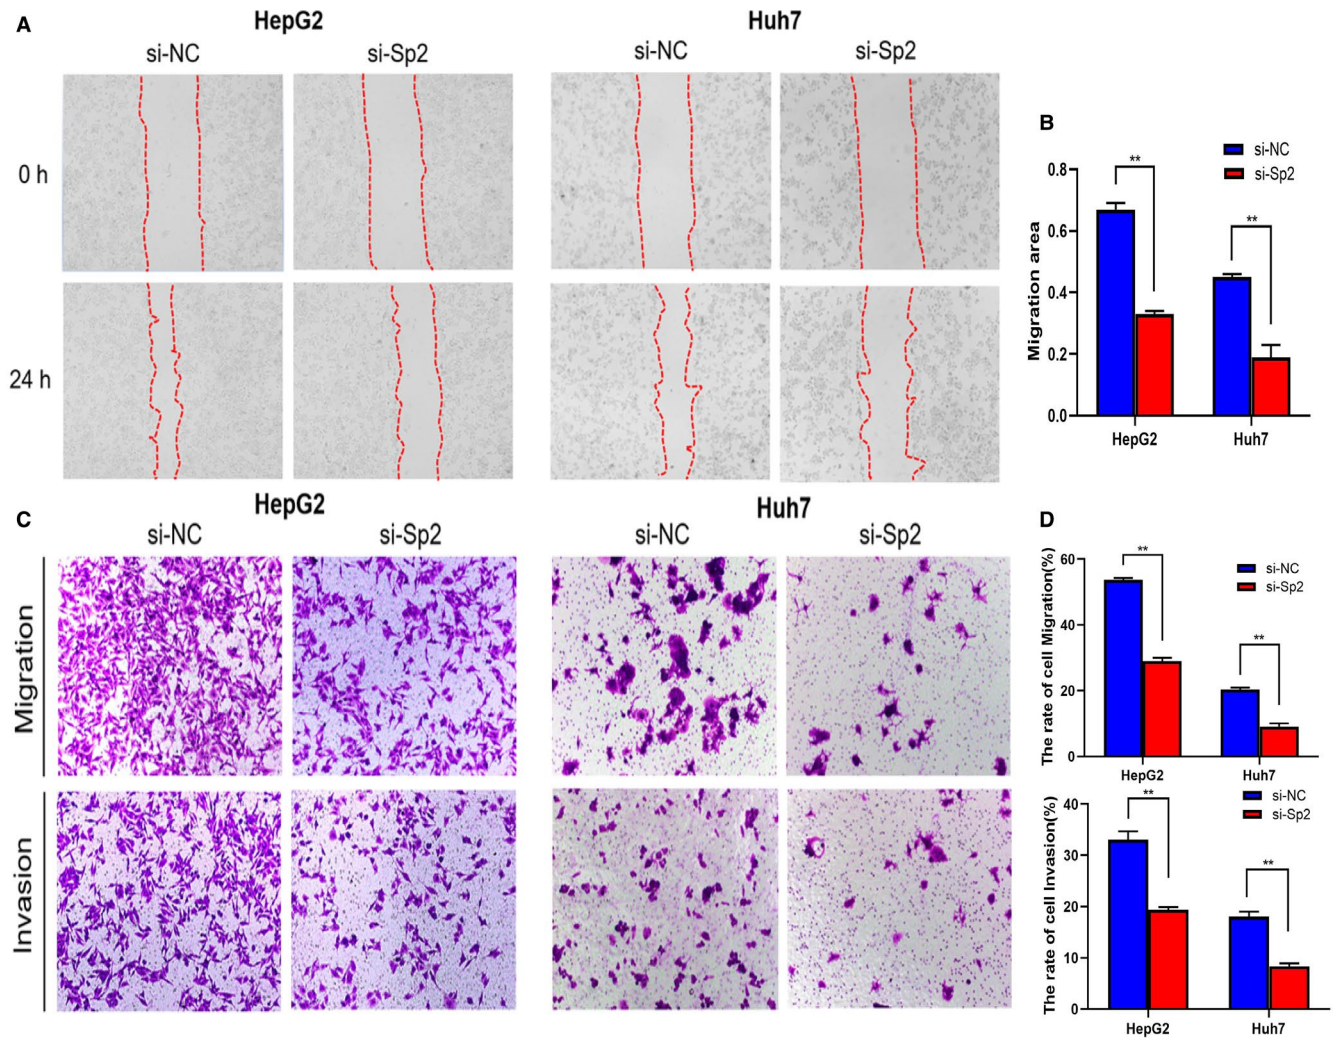 A
HepG2
Huh7
si-NC
si-Sp2
si-NC
si-Sp2
0 h
24 h
B
si-NC
si-Sp2
**
**
Migration area
0.8
0.6
0.4
0.2
0.0
HepG2
Huh7
C
HepG2
Huh7
si-NC
si-Sp2
si-NC
si-Sp2
Migration
Invasion
D
si-NC
si-Sp2
**
**
The rate of cell Migration(%)
60
40
20
0
HepG2
Huh7
si-NC
si-Sp2
**
**
The rate of cell Invasion(%)
40
30
20
10
0
HepG2
Huh7